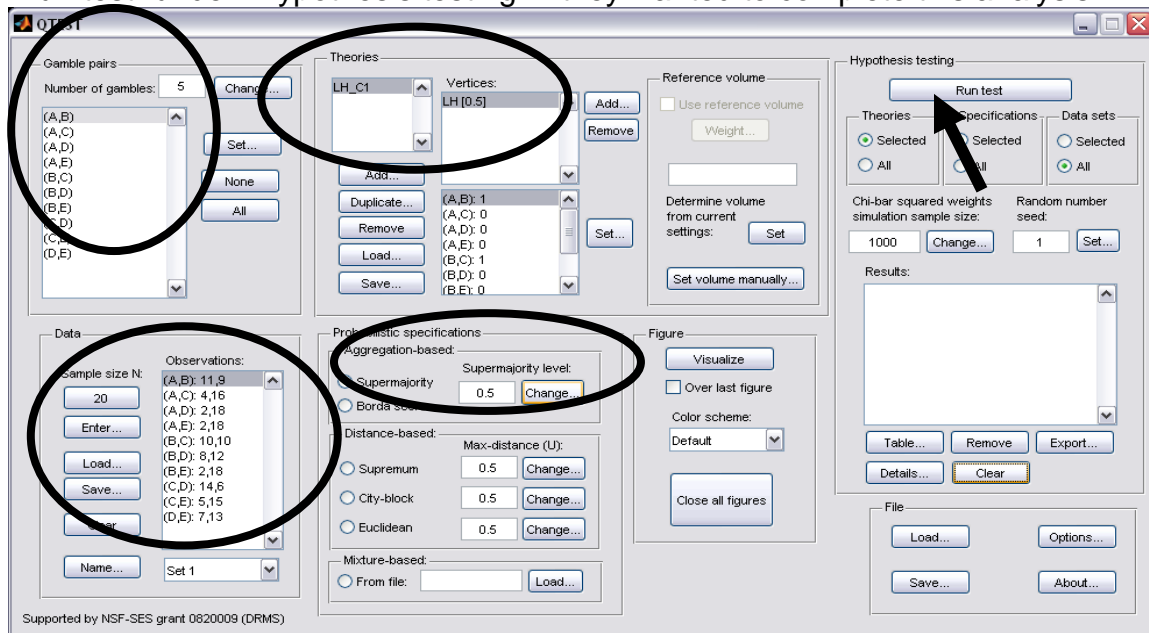 QTEST
Gamble pairs
Number of gambles: 5 Change...
(A,B)
(A,C)
(A,D)
(A,E)
(B,C)
(B,D)
(B,E)
(C,D)
(D,E)
Set...
None
All
Theories
LH_C1
Vertices:
LH [0.5]
Add...
Remove
Add...
Duplicate...
Remove
Load...
Save...
(A,B): 1
(A,C): 0
(A,D): 0
(A,E): 0
(B,C): 1
(B,D): 0
(B,E): 0
Set...
Reference volume
Use reference volume
Weight...
Determine volume
from current
settings: Set
Set volume manually...
Hypothesis testing
Run test
Theories
Selected
All
Specifications
Selected
All
Data sets
Selected
All
Chi-bar squared weights
simulation sample size:
1000 Change...
Random number
seed:
1 Set...
Results:
Table... Remove Export...
Details... Clear
Data
Sample size N:
20
Enter...
Load...
Save...
Clear
Name...
Observations:
(A,B): 11,9
(A,C): 4,16
(A,D): 2,18
(A,E): 2,18
(B,C): 10,10
(B,D): 8,12
(B,E): 2,18
(C,D): 14,6
(C,E): 5,15
(D,E): 7,13
Set 1
Probabilistic specifications
Aggregation-based:
Supermajority level:
Supermajority 0.5 Change...
Borda
Distance-based:
Max-distance (U):
Supremum 0.5 Change...
City-block 0.5 Change...
Euclidean 0.5 Change...
Mixture-based:
From file: Load...
Figure
Visualize
Over last figure
Color scheme:
Default
Close all figures
File
Load... Options...
Save... About...
Supported by NSF-SES grant 0820009 (DRMS)